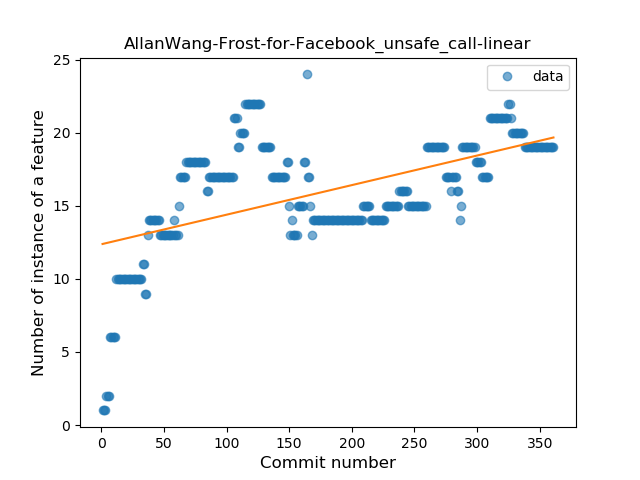 AllanWang-Frost-for-Facebook_unsafe_call-linear
data
Number of instance of a feature
25
20
15
10
5
0
0 50 100 150 200 250 300 350
Commit number